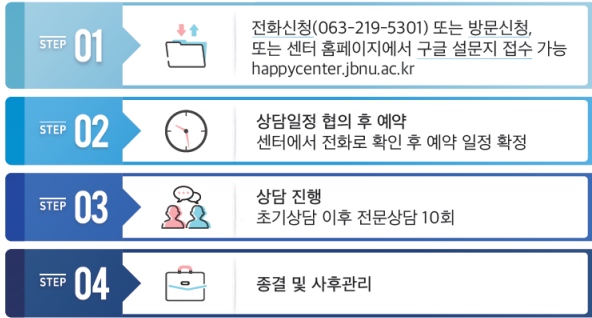 STEP 01
전화신청(063-219-5301) 또는 방문신청,
또는 센터 홈페이지에서 구글 설문지 접수 가능
happycenter.jbnu.ac.kr
STEP 02
상담일정 협의 후 예약
센터에서 전화로 확인 후 예약 일정 확정
STEP 03
상담 진행
초기상담 이후 전문상담 10회
STEP 04
종결 및 사후관리